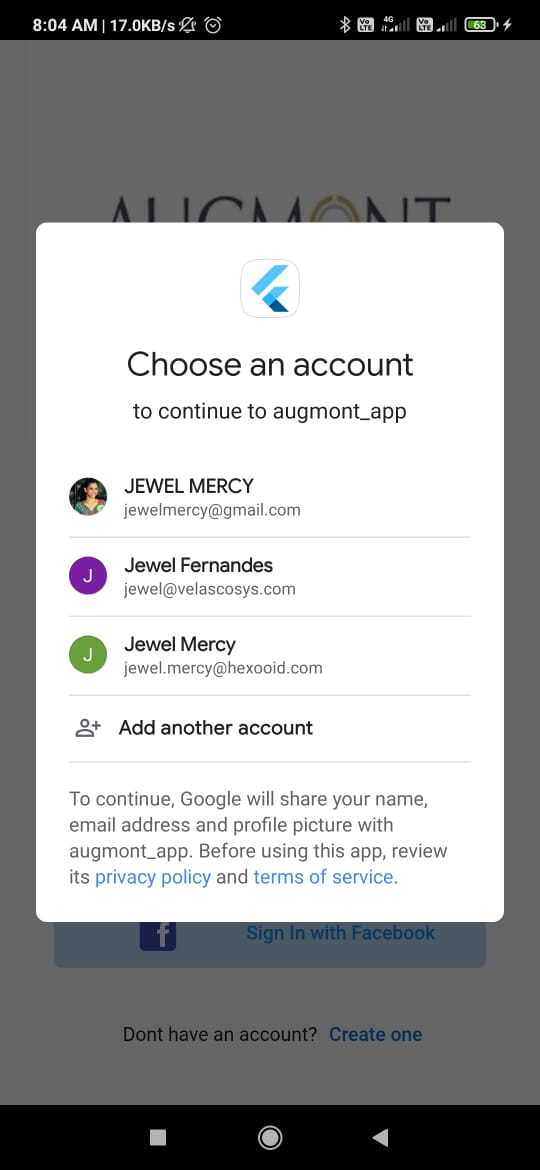 8:04 AM | 17.0KB/s
Vo LTE 4G Vo LTE 63
AUGMONT
Choose an account
to continue to augmont_app
JEWEL MERCY
jewelmercy@gmail.com
J
Jewel Fernandes
jewel@velascosys.com
J
Jewel Mercy
jewel.mercy@hexooid.com
Add another account
To continue, Google will share your name,
email address and profile picture with
augmont_app. Before using this app, review
its privacy policy and terms of service.
f Sign In with Facebook
Dont have an account? Create one